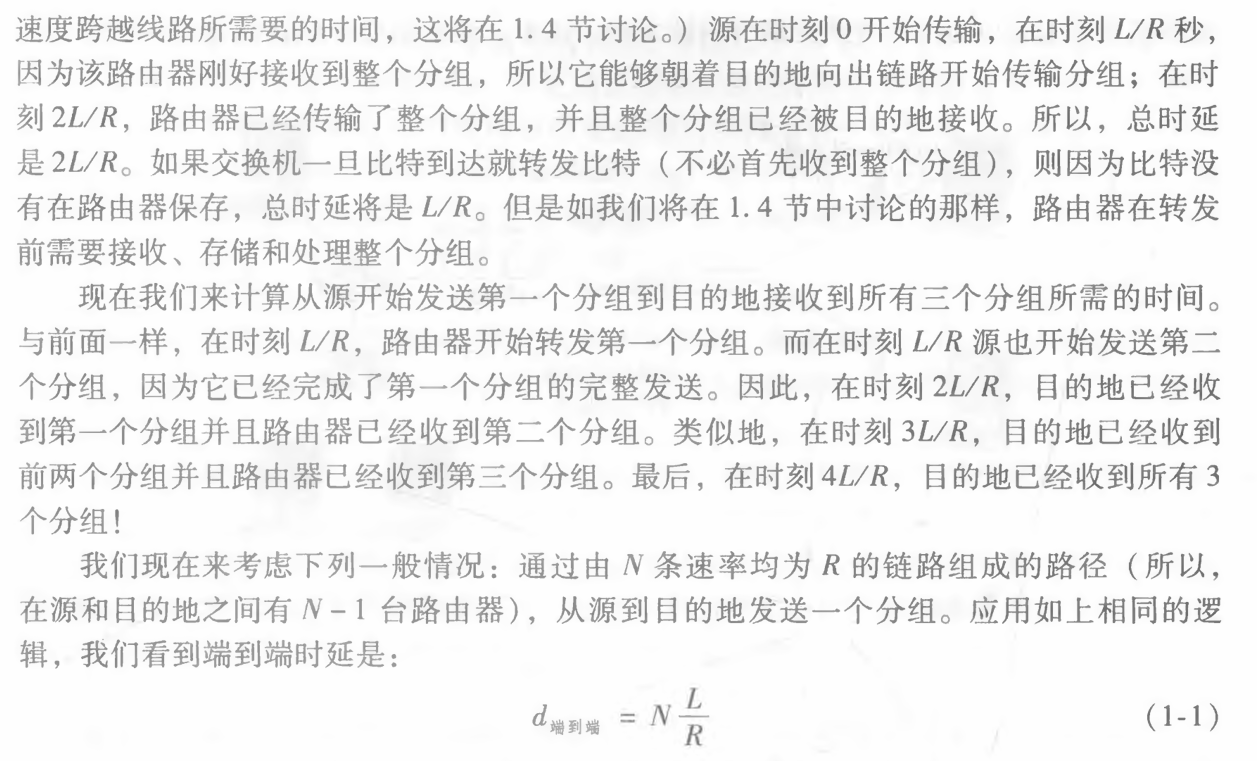 速度跨越线路所需要的时间，这将在 1.4 节讨论。）源在时刻 0 开始传输，在时刻 L/R 秒，
因为该路由器刚好接收到整个分组，所以它能够朝着目的地向出链路开始传输分组；在时
刻 2L/R，路由器已经传输了整个分组，并且整个分组已经被目的地接收。所以，总时延
是 2L/R。如果交换机一旦比特到达就转发比特（不必首先收到整个分组），则因为比特没
有在路由器保存，总时延将是 L/R。但是如我们将在 1.4 节中讨论的那样，路由器在转发
前需要接收、存储和处理整个分组。
现在我们来计算从源开始发送第一个分组到目的地接收到所有三个分组所需的时间。
与前面一样，在时刻 L/R，路由器开始转发第一个分组。而在时刻 L/R 源也开始发送第二
个分组，因为它已经完成了第一个分组的完整发送。因此，在时刻 2L/R，目的地已经收
到第一个分组并且路由器已经收到第二个分组。类似地，在时刻 3L/R，目的地已经收到
前两个分组并且路由器已经收到第三个分组。最后，在时刻 4L/R，目的地已经收到所有 3
个分组！
我们现在来考虑下列一般情况：通过由 N 条速率均为 R 的链路组成的路径（所以，
在源和目的地之间有 N - 1 台路由器），从源到目的地发送一个分组。应用如上相同的逻
辑，我们看到端到端时延是：
d端到端 = N L/R (1-1)